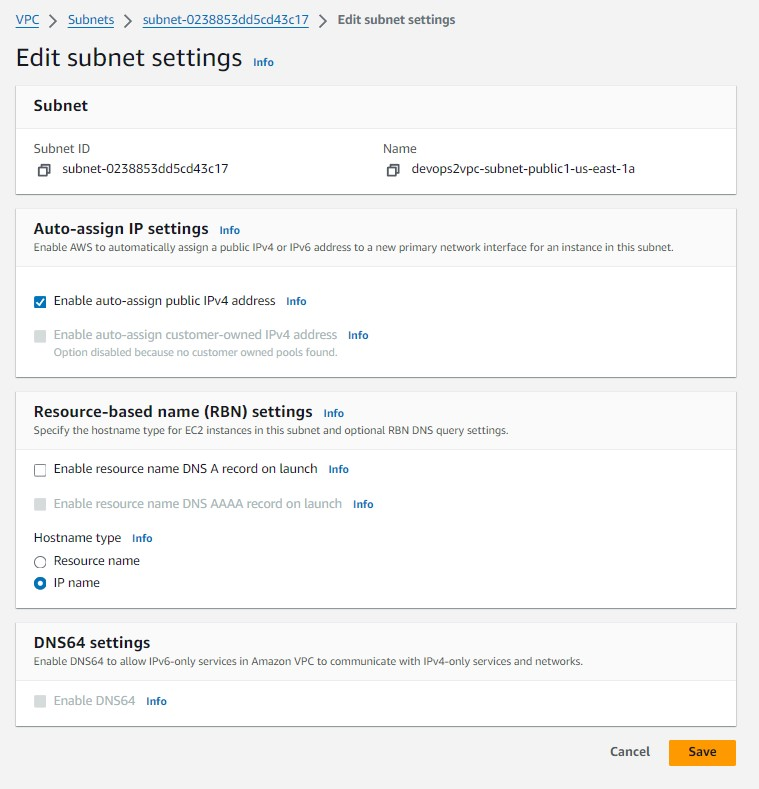 VPC > Subnets > subnet-0238853dd5cd43c17 > Edit subnet settings
Edit subnet settings Info
Subnet
Subnet ID
subnet-0238853dd5cd43c17
Name
devops2vpc-subnet-public1-us-east-1a
Auto-assign IP settings Info
Enable AWS to automatically assign a public IPv4 or IPv6 address to a new primary network interface for an instance in this subnet.
Enable auto-assign public IPv4 address Info
Enable auto-assign customer-owned IPv4 address Info
Option disabled because no customer owned pools found.
Resource-based name (RBN) settings Info
Specify the hostname type for EC2 instances in this subnet and optional RBN DNS query settings.
Enable resource name DNS A record on launch Info
Enable resource name DNS AAAA record on launch Info
Hostname type Info
Resource name
IP name
DNS64 settings
Enable DNS64 to allow IPv6-only services in Amazon VPC to communicate with IPv4-only services and networks.
Enable DNS64 Info
Cancel Save